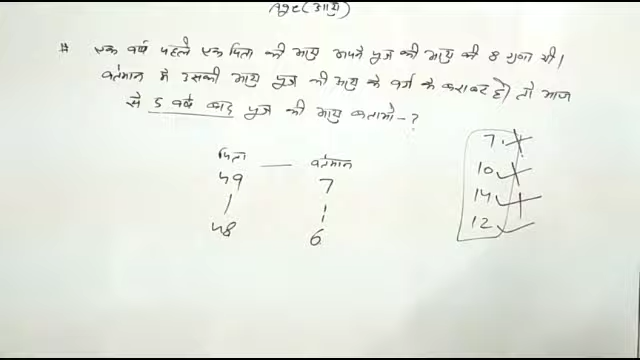 Age(आयु)
# एक वर्ष पहले एक पिता की आयु अपने पुत्र की आयु की 8 गुना थी।
वर्तमान में उसकी आयु पुत्र की आयु के वर्ग के बराबर हो, तो आज
से 5 वर्ष बाद पुत्र की आयु बताओ - ?
पिता — वर्तमान
49 7
1 1
48 6
7.
10
14
12